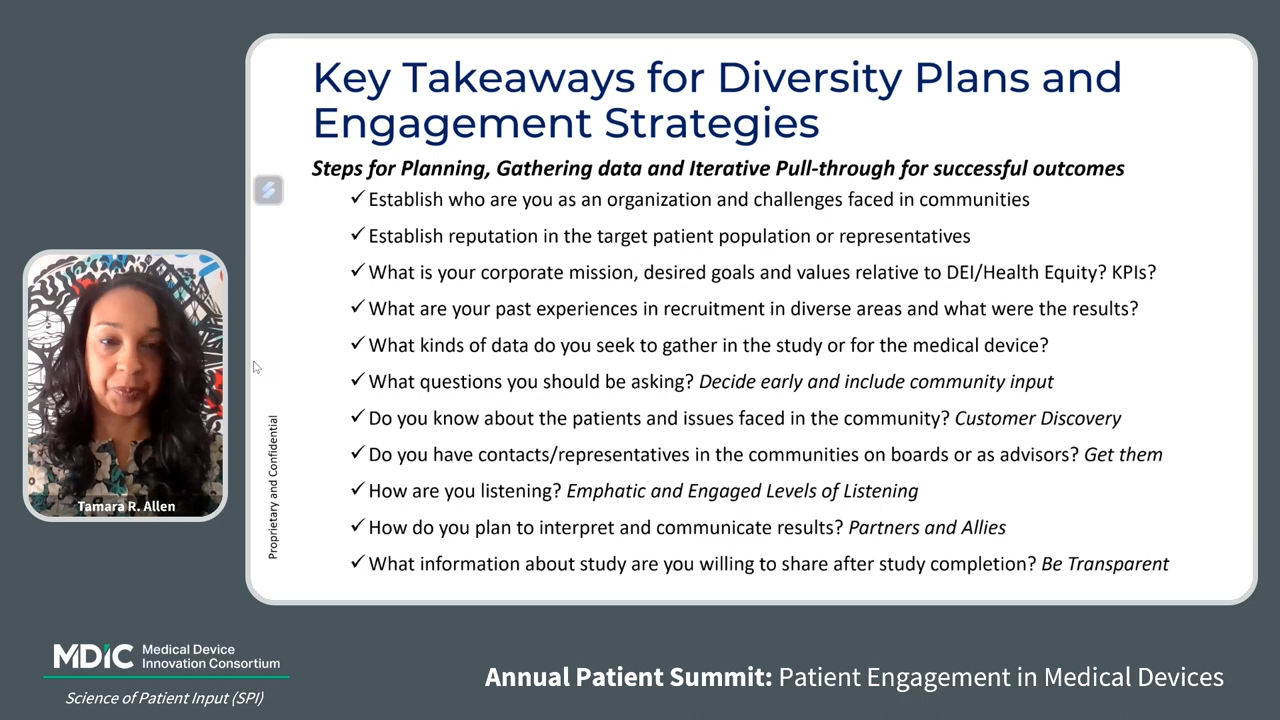 Key Takeaways for Diversity Plans and
Engagement Strategies
Steps for Planning, Gathering data and Iterative Pull-through for successful outcomes
✓Establish who are you as an organization and challenges faced in communities
✓Establish reputation in the target patient population or representatives
✓What is your corporate mission, desired goals and values relative to DEI/Health Equity? KPIs?
✓What are your past experiences in recruitment in diverse areas and what were the results?
✓What kinds of data do you seek to gather in the study or for the medical device?
✓What questions you should be asking? Decide early and include community input
✓Do you know about the patients and issues faced in the community? Customer Discovery
✓Do you have contacts/representatives in the communities on boards or as advisors? Get them
✓How are you listening? Emphatic and Engaged Levels of Listening
✓How do you plan to interpret and communicate results? Partners and Allies
✓What information about study are you willing to share after study completion? Be Transparent
Proprietary and Confidential
Tamara R. Allen
MDIC Medical Device
Innovation Consortium
Science of Patient Input (SPI)
Annual Patient Summit: Patient Engagement in Medical Devices